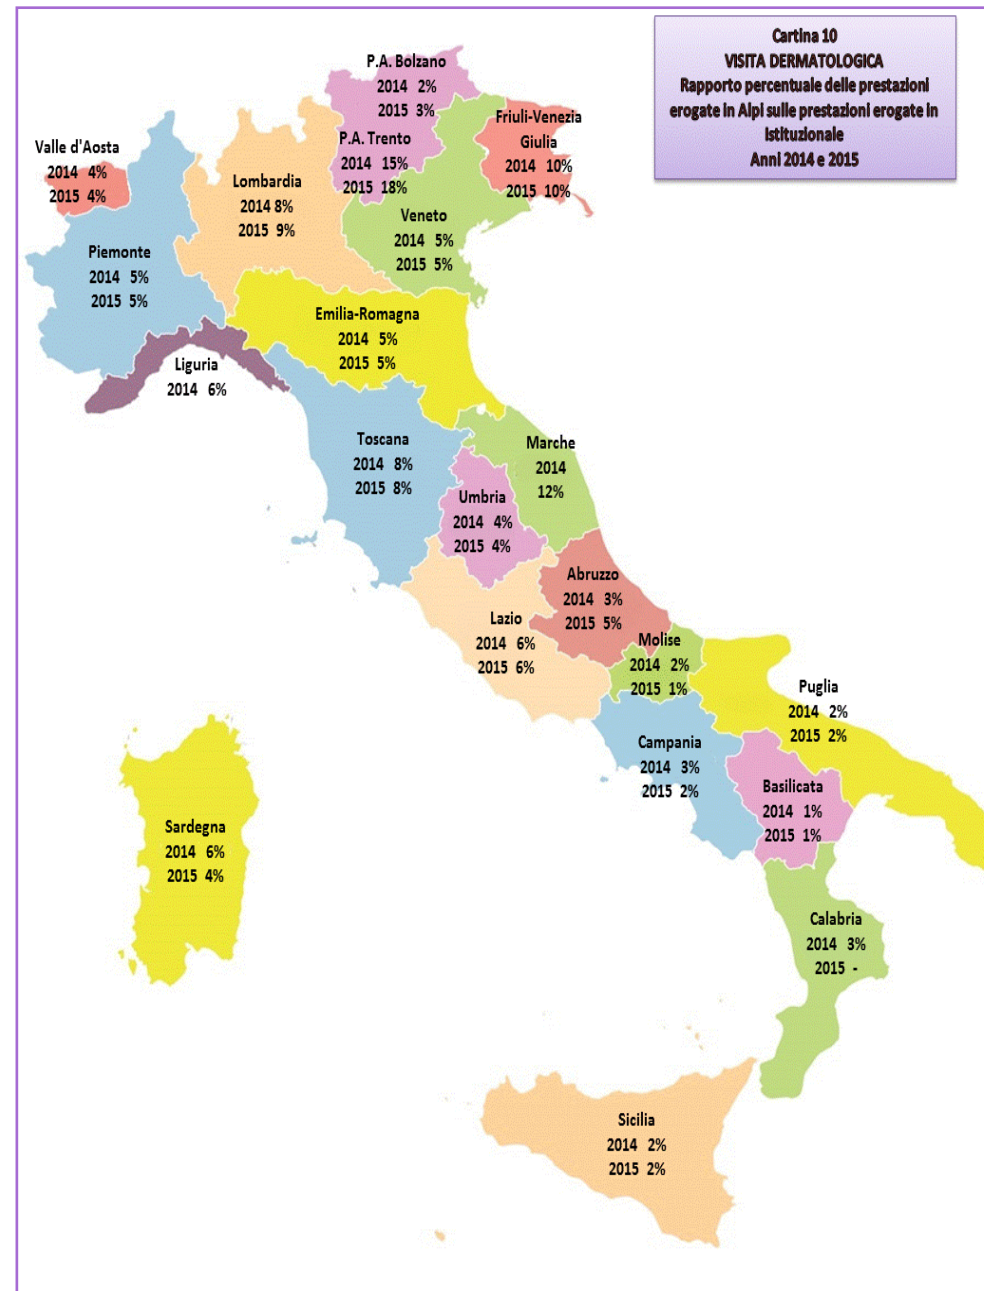 Cartina 10
VISITA DERMATOLOGICA
Rapporto percentuale delle prestazioni
erogate in Alpi sulle prestazioni erogate in
Istituzionale
Anni 2014 e 2015
P.A. Bolzano
2014 2%
2015 3%
P.A. Trento
2014 15%
2015 18%
Friuli-Venezia
Giulia
2014 10%
2015 10%
Valle d'Aosta
2014 4%
2015 4%
Lombardia
2014 8%
2015 9%
Veneto
2014 5%
2015 5%
Piemonte
2014 5%
2015 5%
Emilia-Romagna
2014 5%
2015 5%
Liguria
2014 6%
Toscana
2014 8%
2015 8%
Marche
2014
12%
Umbria
2014 4%
2015 4%
Abruzzo
2014 3%
2015 5%
Lazio
2014 6%
2015 6%
Molise
2014 2%
2015 1%
Puglia
2014 2%
2015 2%
Campania
2014 3%
2015 2%
Basilicata
2014 1%
2015 1%
Sardegna
2014 6%
2015 4%
Calabria
2014 3%
2015 -
Sicilia
2014 2%
2015 2%